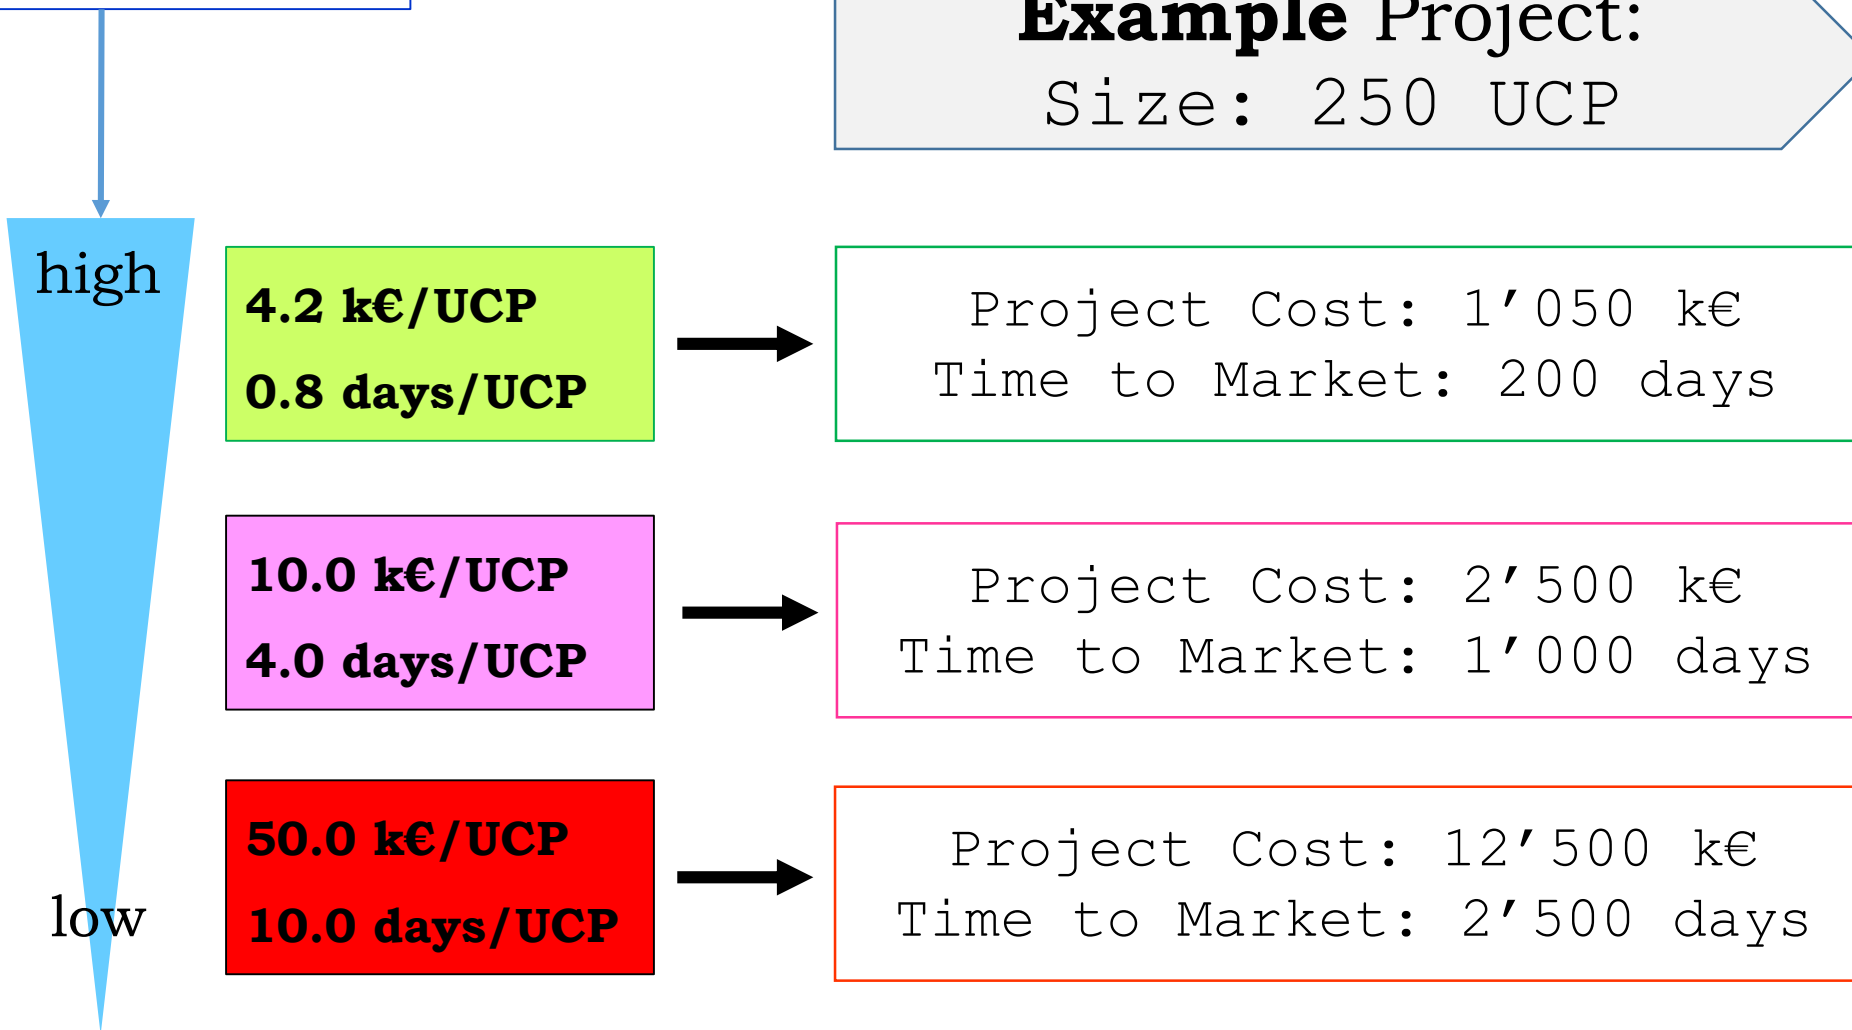 Example Project:
Size: 250 UCP
high
4.2 k€/UCP
0.8 days/UCP
Project Cost: 1’050 k€
Time to Market: 200 days
10.0 k€/UCP
4.0 days/UCP
Project Cost: 2’500 k€
Time to Market: 1’000 days
50.0 k€/UCP
10.0 days/UCP
low
Project Cost: 12’500 k€
Time to Market: 2’500 days